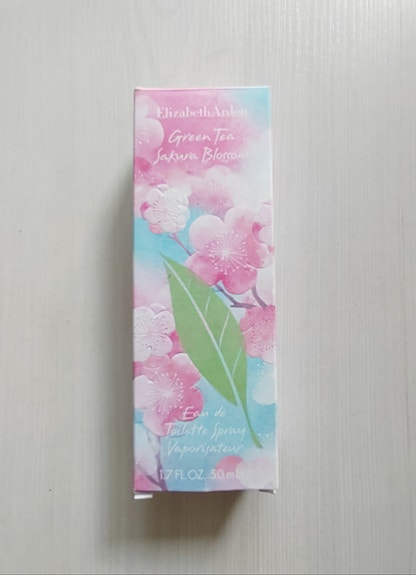 Elizabeth Arden
Green Tea
Sakura Blossom
Eau de
Toilette Spray
Vaporisateur
1.7 FL.OZ. 50 ml